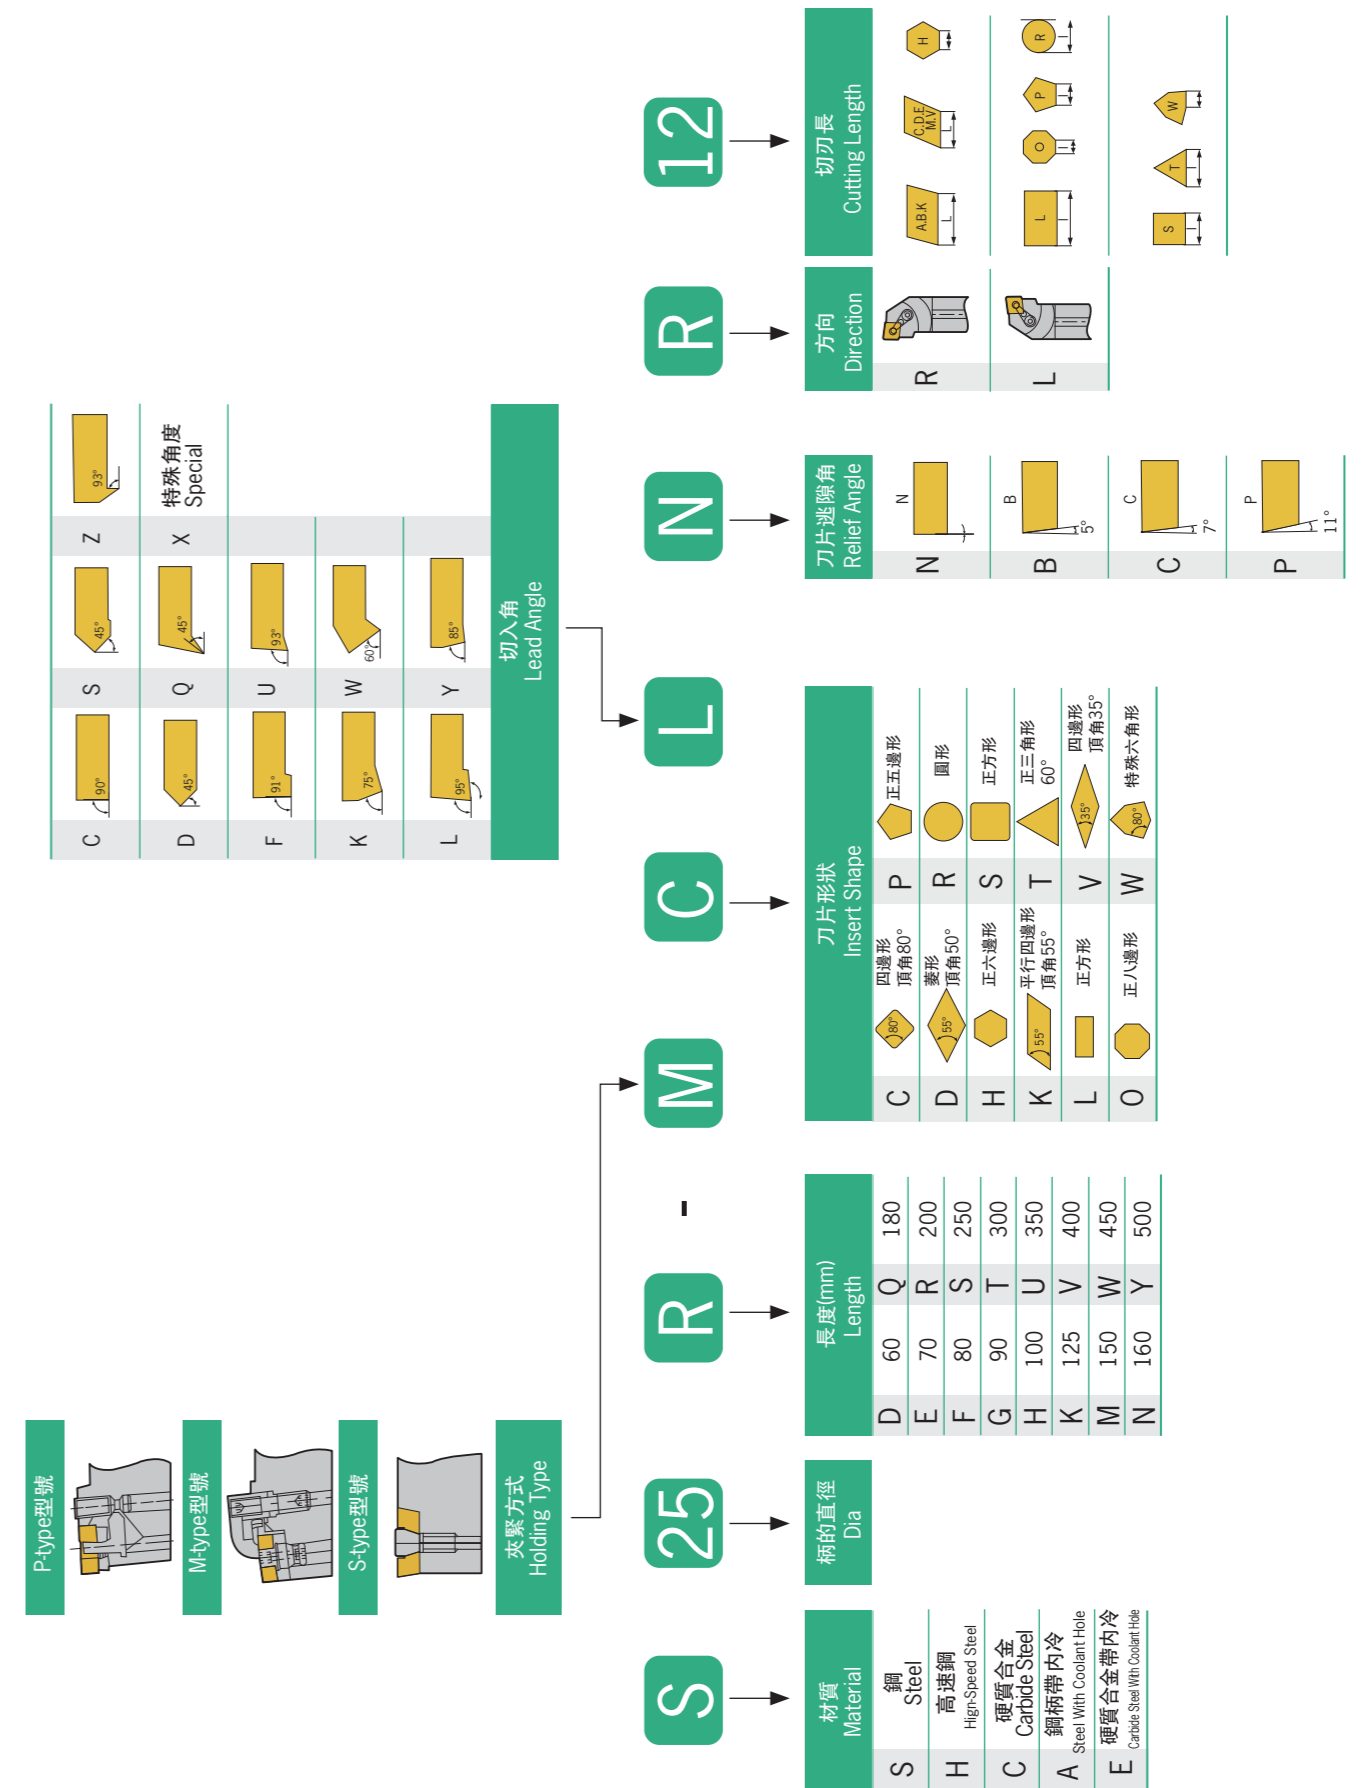 P-type型號
M-type型號
S-type型號
夾緊方式
Holding Type
C
90°
S
45°
Z
93°
D
45°
Q
45°
X
特殊角度
Special
F
91°
U
93°
K
75°
W
60°
L
95°
Y
85°
切入角
Lead Angle
S
25
R
-
M
C
L
N
R
12
材質
Material
S
鋼
Steel
H
高速鋼
Hign-Speed Steel
C
硬質合金
Carbide Steel
A
鋼柄帶内冷
Steel With Coolant Hole
E
硬質合金帶内冷
Carbide Steel With Coolant Hole
柄的直徑
Dia
長度(mm)
Length
D 60 Q 180
E 70 R 200
F 80 S 250
G 90 T 300
H 100 U 350
K 125 V 400
M 150 W 450
N 160 Y 500
刀片形狀
Insert Shape
C
80°
四邊形
頂角80°
P
正五邊形
D
55°
菱形
頂角50°
R
圓形
H
正六邊形
S
正方形
K
55°
平行四邊形
頂角55°
T
正三角形
60°
L
正方形
V
35°
四邊形
頂角35°
O
正八邊形
W
80°
特殊六角形
刀片逃隙角
Relief Angle
N
N
B
B
5°
C
C
7°
P
P
11°
方向
Direction
R
L
切刃長
Cutting Length
A.B.K
L
C.D.E
M.V
L
H
L
l
O
l
P
l
R
l
S
l
T
l
W